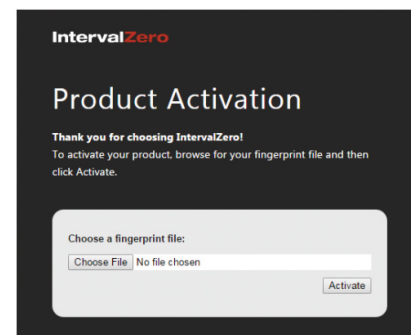 IntervalZero
Product Activation
Thank you for choosing IntervalZero!
To activate your product, browse for your fingerprint file and then
click Activate.
Choose a fingerprint file:
Choose File No file chosen
Activate